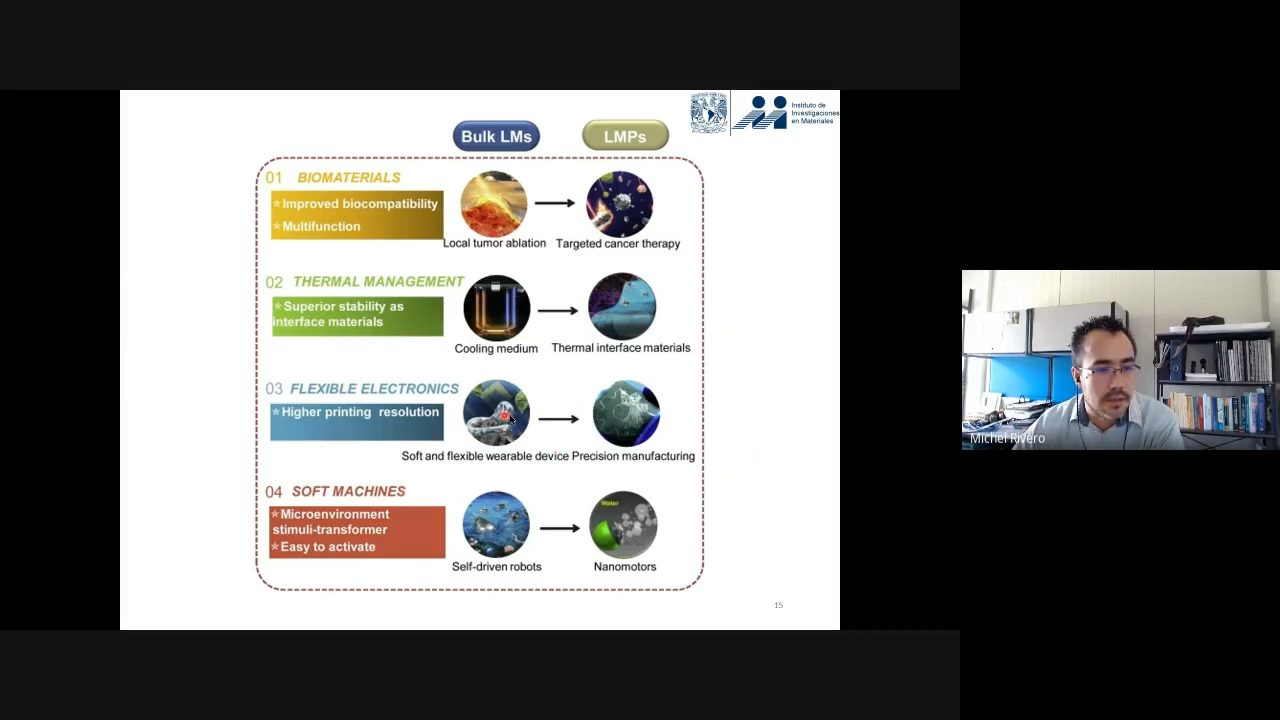 Instituto de
Investigaciones
en Materiales
Bulk LMs
LMPs
01 BIOMATERIALS
*Improved biocompatibility
*Multifunction
Local tumor ablation
Targeted cancer therapy
02 THERMAL MANAGEMENT
*Superior stability as
interface materials
Cooling medium
Thermal interface materials
03 FLEXIBLE ELECTRONICS
*Higher printing resolution
Soft and flexible wearable device
Precision manufacturing
04 SOFT MACHINES
*Microenvironment
stimuli-transformer
*Easy to activate
Water
Self-driven robots
Nanomotors
15
Michel Rivero